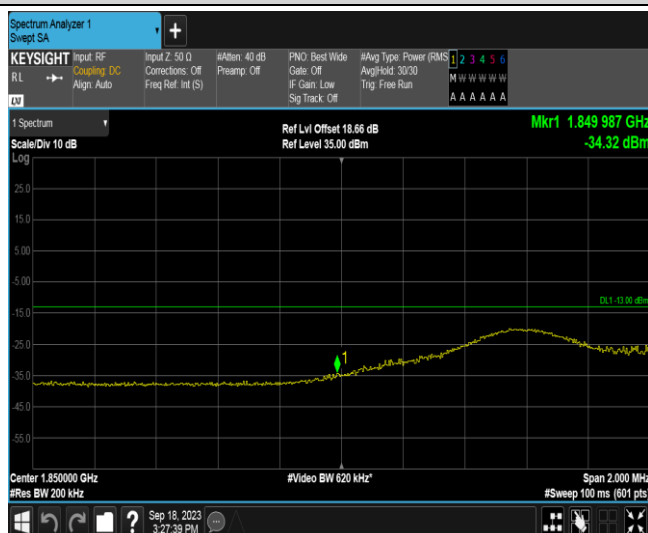 Spectrum Analyzer 1
Swept SA
+
KEYSIGHT
RL
Input: RF
Coupling: DC
Align: Auto
Input Z: 50 Ω
Corrections: Off
Freq Ref: Int (S)
#Atten: 40 dB
Preamp: Off
PNO: Best Wide
Gate: Off
IF Gain: Low
Sig Track: Off
#Avg Type: Power (RMS
Avg|Hold: 30/30
Trig: Free Run
1 2 3 4 5 6
M W W W W W
A A A A A A
LXI
1 Spectrum
Scale/Div 10 dB
Log
Ref Lvl Offset 18.66 dB
Ref Level 35.00 dBm
Mkr1 1.849 987 GHz
-34.32 dBm
25.0
15.0
5.00
-5.00
-15.0
-25.0
-35.0
-45.0
-55.0
DL1 -13.00 dBm
1
Center 1.850000 GHz
#Res BW 200 kHz
#Video BW 620 kHz*
Span 2.000 MHz
#Sweep 100 ms (601 pts)
?
Sep 18, 2023
3:27:39 PM